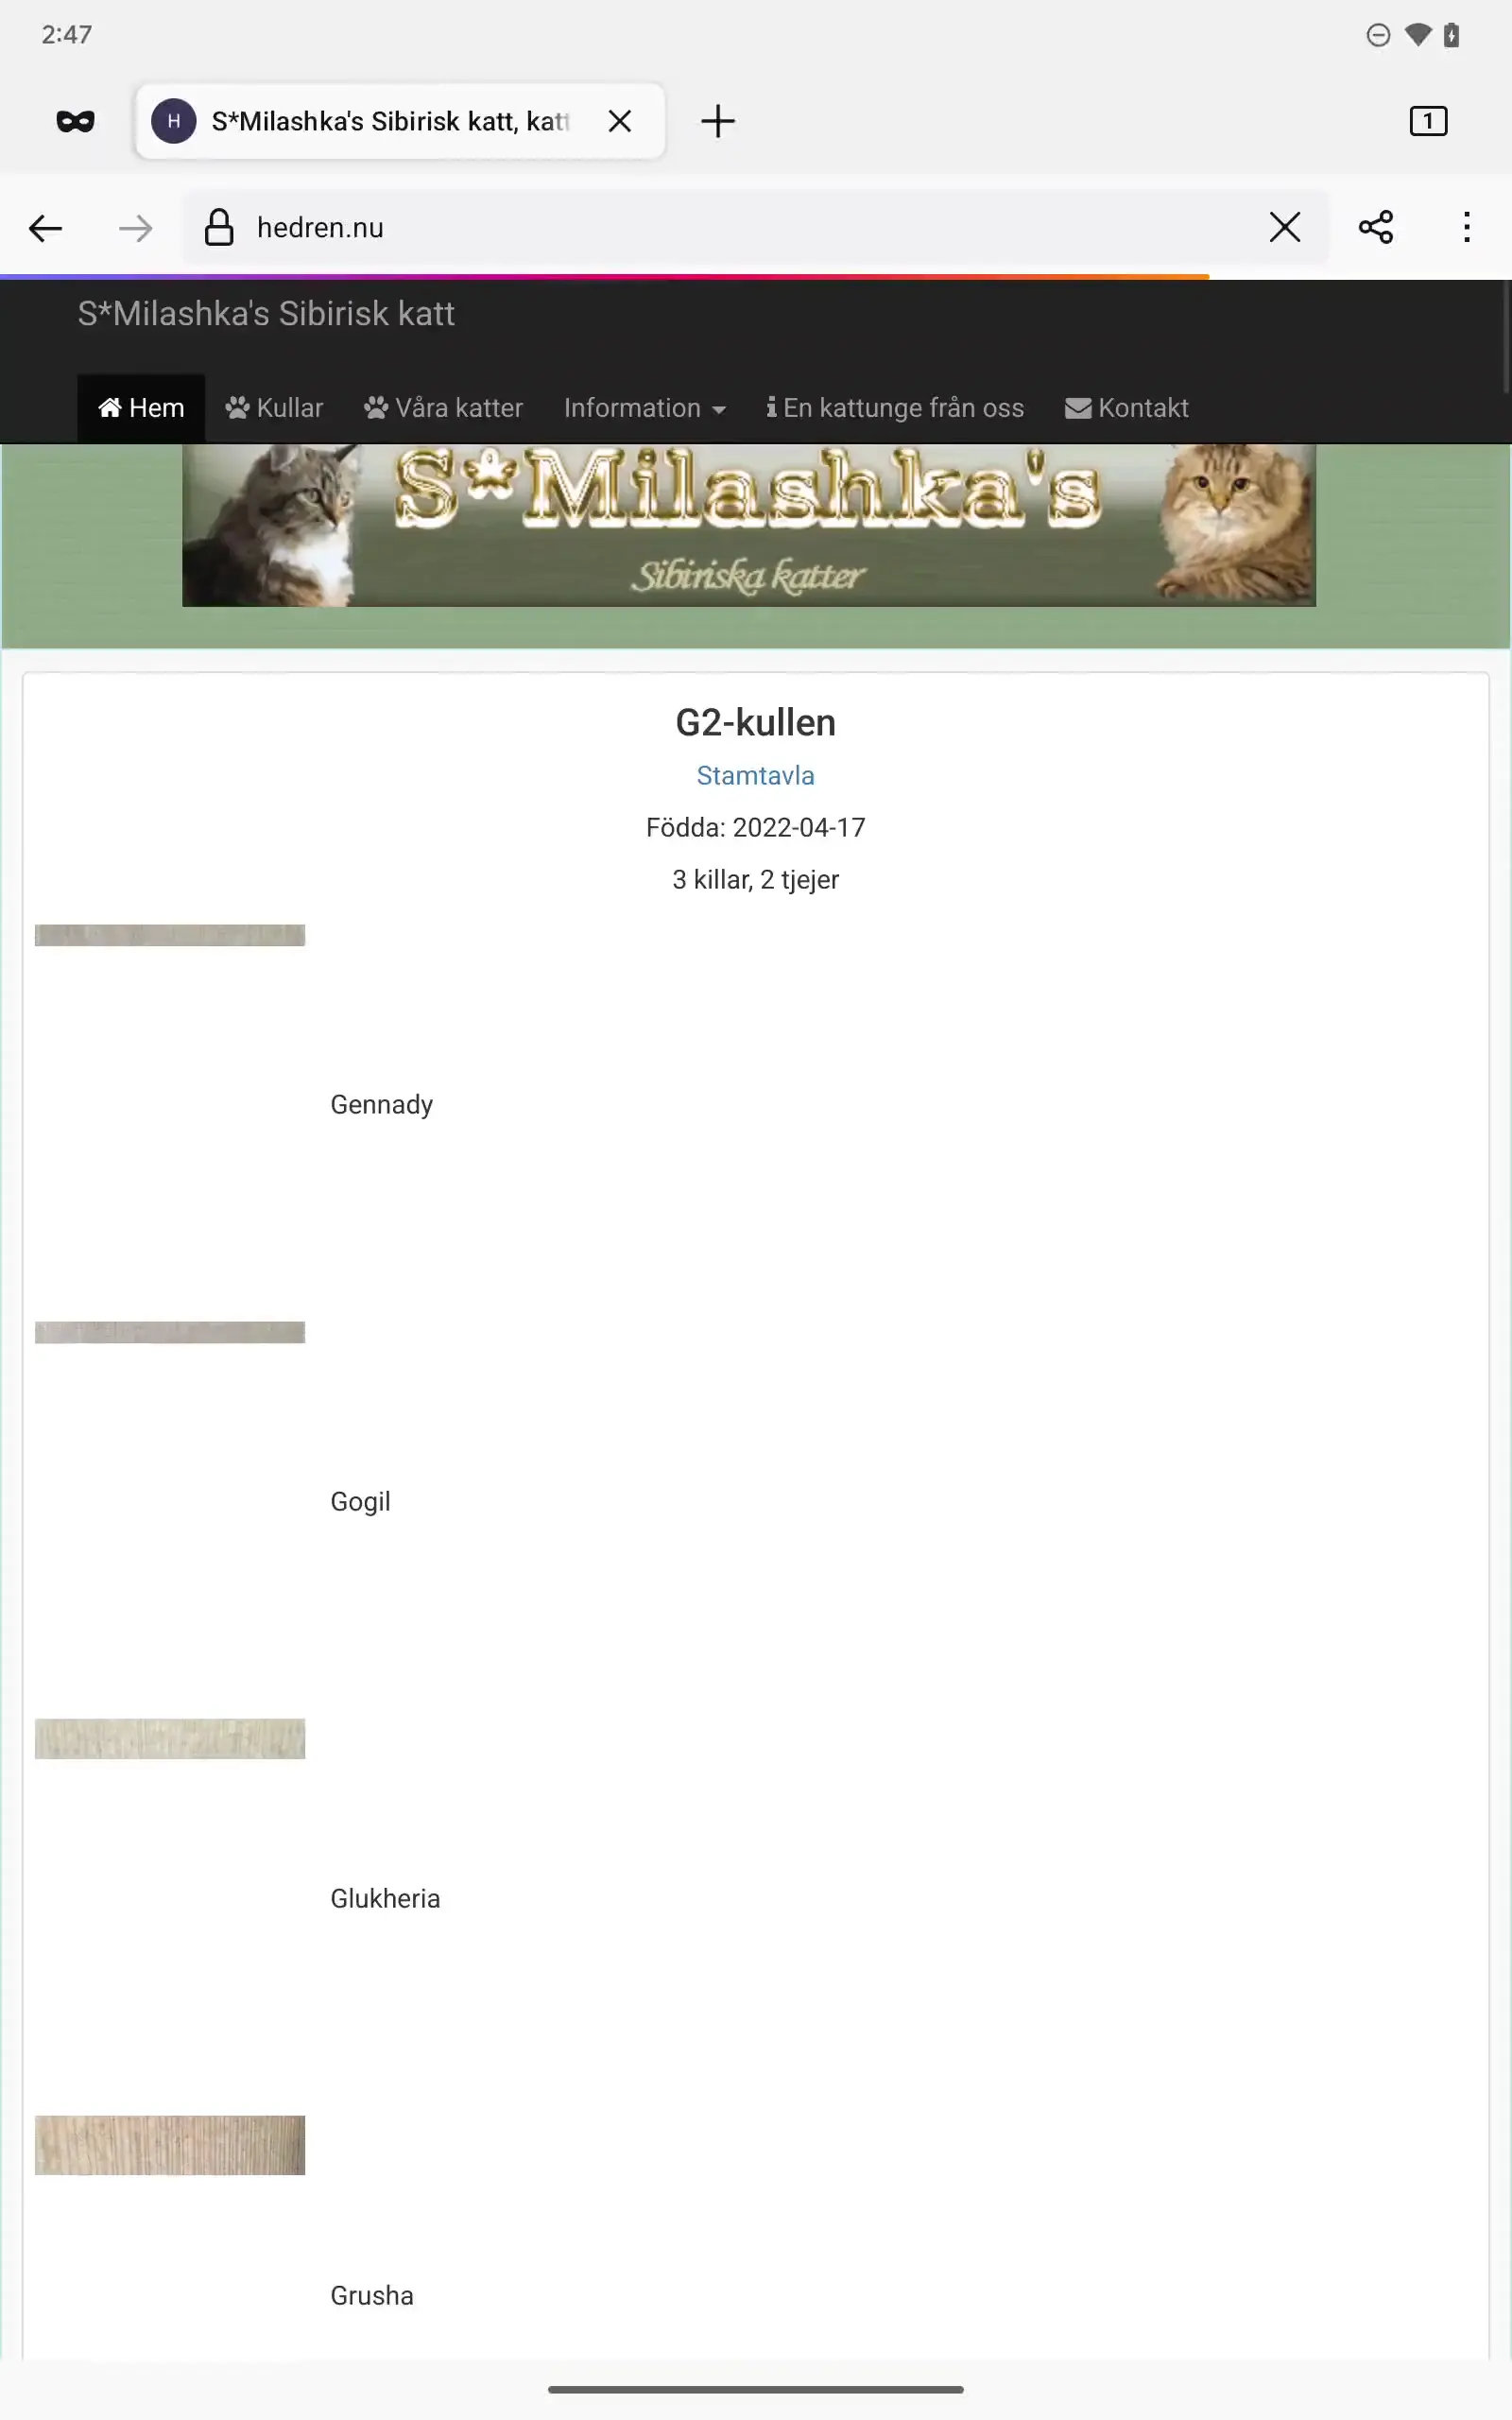 2:47
H
S*Milashka's Sibirisk katt, katt
1
hedren.nu
S*Milashka's Sibirisk katt
Hem
Kullar
Våra katter
Information
En kattunge från oss
Kontakt
S*Milashka's
Sibiriska katter
G2-kullen
Stamtavla
Födda: 2022-04-17
3 killar, 2 tjejer
Gennady
Gogil
Glukheria
Grusha